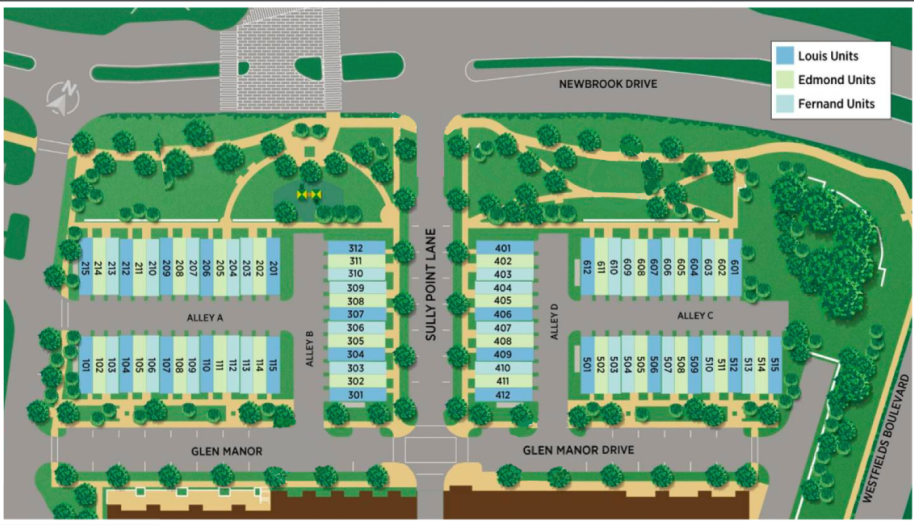 N
Louis Units
Edmond Units
Fernand Units
NEWBROOK DRIVE
SULLY POINT LANE
215 214 213 212 211 210 209 208 207 206 205 204 203 202 201
312
311
310
309
308
307
306
305
304
303
302
301
401
402
403
404
405
406
407
408
409
410
411
412
612 611 610 609 608 607 606 605 604 603 602 601
ALLEY A
ALLEY B
ALLEY D
ALLEY C
101 102 103 104 105 106 107 108 109 110 111 112 113 114 115
501 502 503 504 505 506 507 508 509 510 511 512 513 514 515
GLEN MANOR
GLEN MANOR DRIVE
WESTFIELDS BOULEVARD